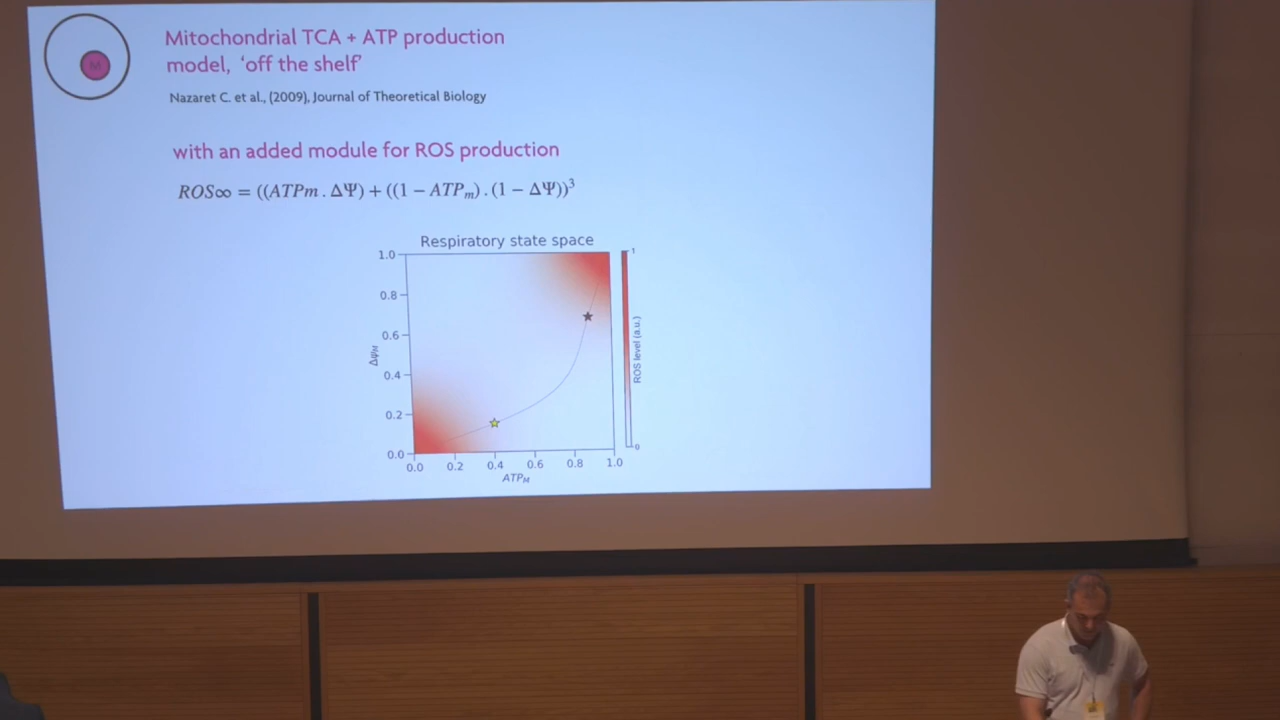 M
Mitochondrial TCA + ATP production
model, 'off the shelf'
Nazaret C. et al., (2009), Journal of Theoretical Biology
with an added module for ROS production
ROS∞ = ((ATPm . ΔΨ) + ((1 − ATPₘ) . (1 − ΔΨ))³
Respiratory state space
1.0
0.8
0.6
0.4
0.2
0.0
ΔψM
0.0 0.2 0.4 0.6 0.8 1.0
ATPM
1
ROS level (a.u.)
0